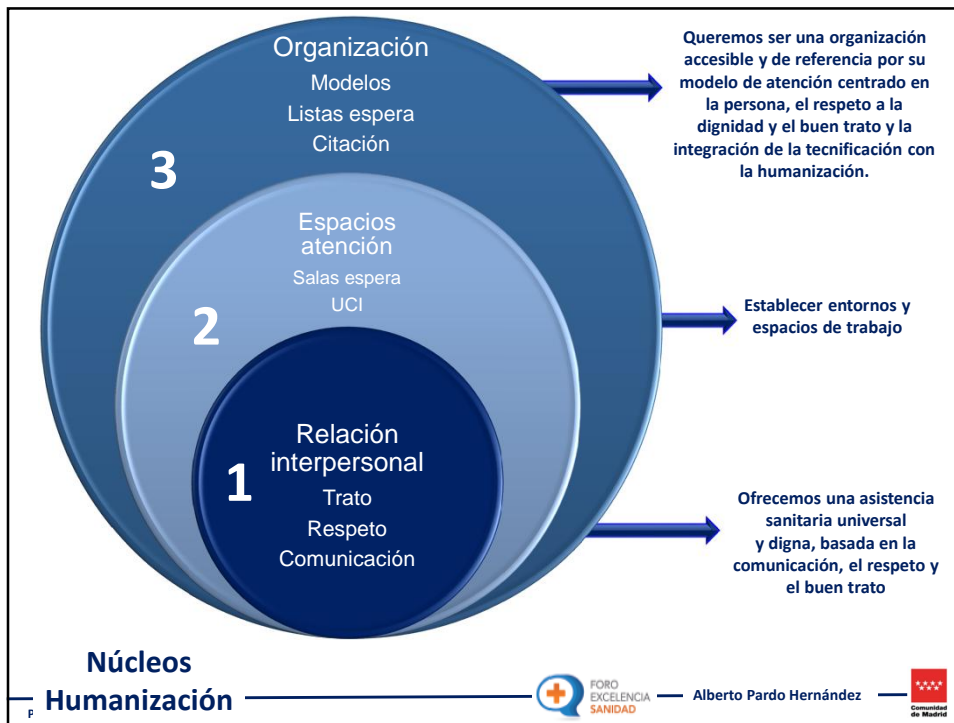 Organización
Modelos
Listas espera
Citación
3
Espacios
atención
Salas espera
UCI
2
Relación
interpersonal
1
Trato
Respeto
Comunicación
Queremos ser una organización
accesible y de referencia por su
modelo de atención centrado en
la persona, el respeto a la
dignidad y el buen trato y la
integración de la tecnificación con
la humanización.
Establecer entornos y
espacios de trabajo
Ofrecemos una asistencia
sanitaria universal
y digna, basada en la
comunicación, el respeto y
el buen trato
Núcleos
Humanización
P
FORO
EXCELENCIA
SANIDAD
Alberto Pardo Hernández
Comunidad
de Madrid